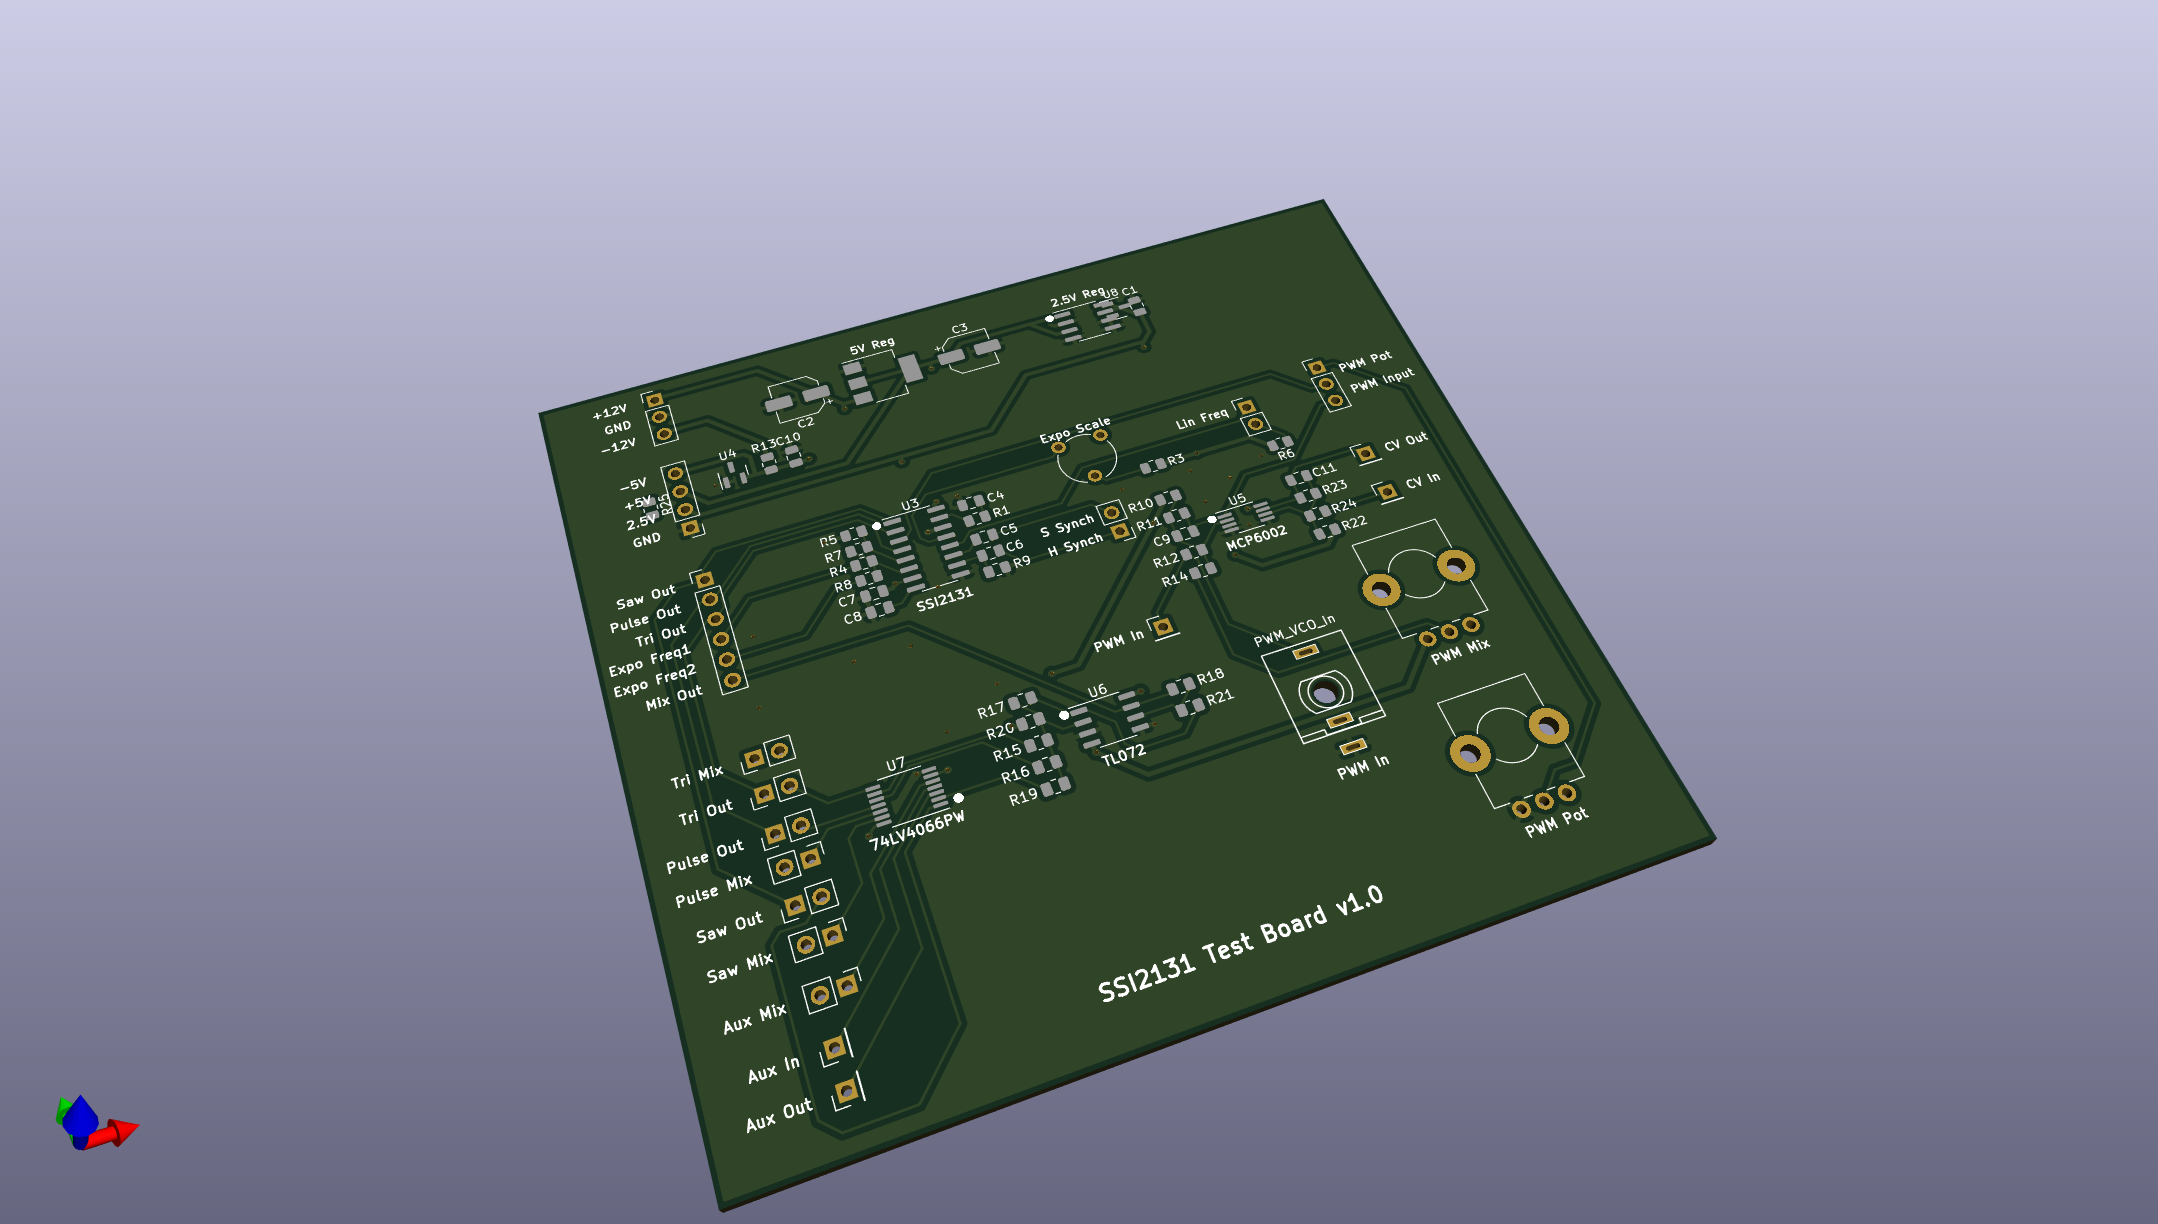 2.5V Reg
U8 C1
C3
5V Reg
+
+12V
GND
-12V
+
C2
PWM Pot
PWM Input
Lin Freq
Expo Scale
R6
CV Out
CV In
U4
R13 C10
R3
C11
R23
R24
R22
-5V
+5V
2.5V
GND
U3
C4
R1
C5
C6
R9
R5
R7
R4
R8
C7
C8
SSI2131
S Synch
H Synch
R10
R11
C9
R12
R14
U5
MCP6002
Saw Out
Pulse Out
Tri Out
Expo Freq1
Expo Freq2
Mix Out
PWM In
PWM_VCO_In
PWM Mix
R17
R20
R15
R16
R19
U6
R18
R21
TL072
PWM In
PWM Pot
U7
74LV4066PW
Tri Mix
Tri Out
Pulse Out
Pulse Mix
Saw Out
Saw Mix
Aux Mix
Aux In
Aux Out
SSI2131 Test Board v1.0